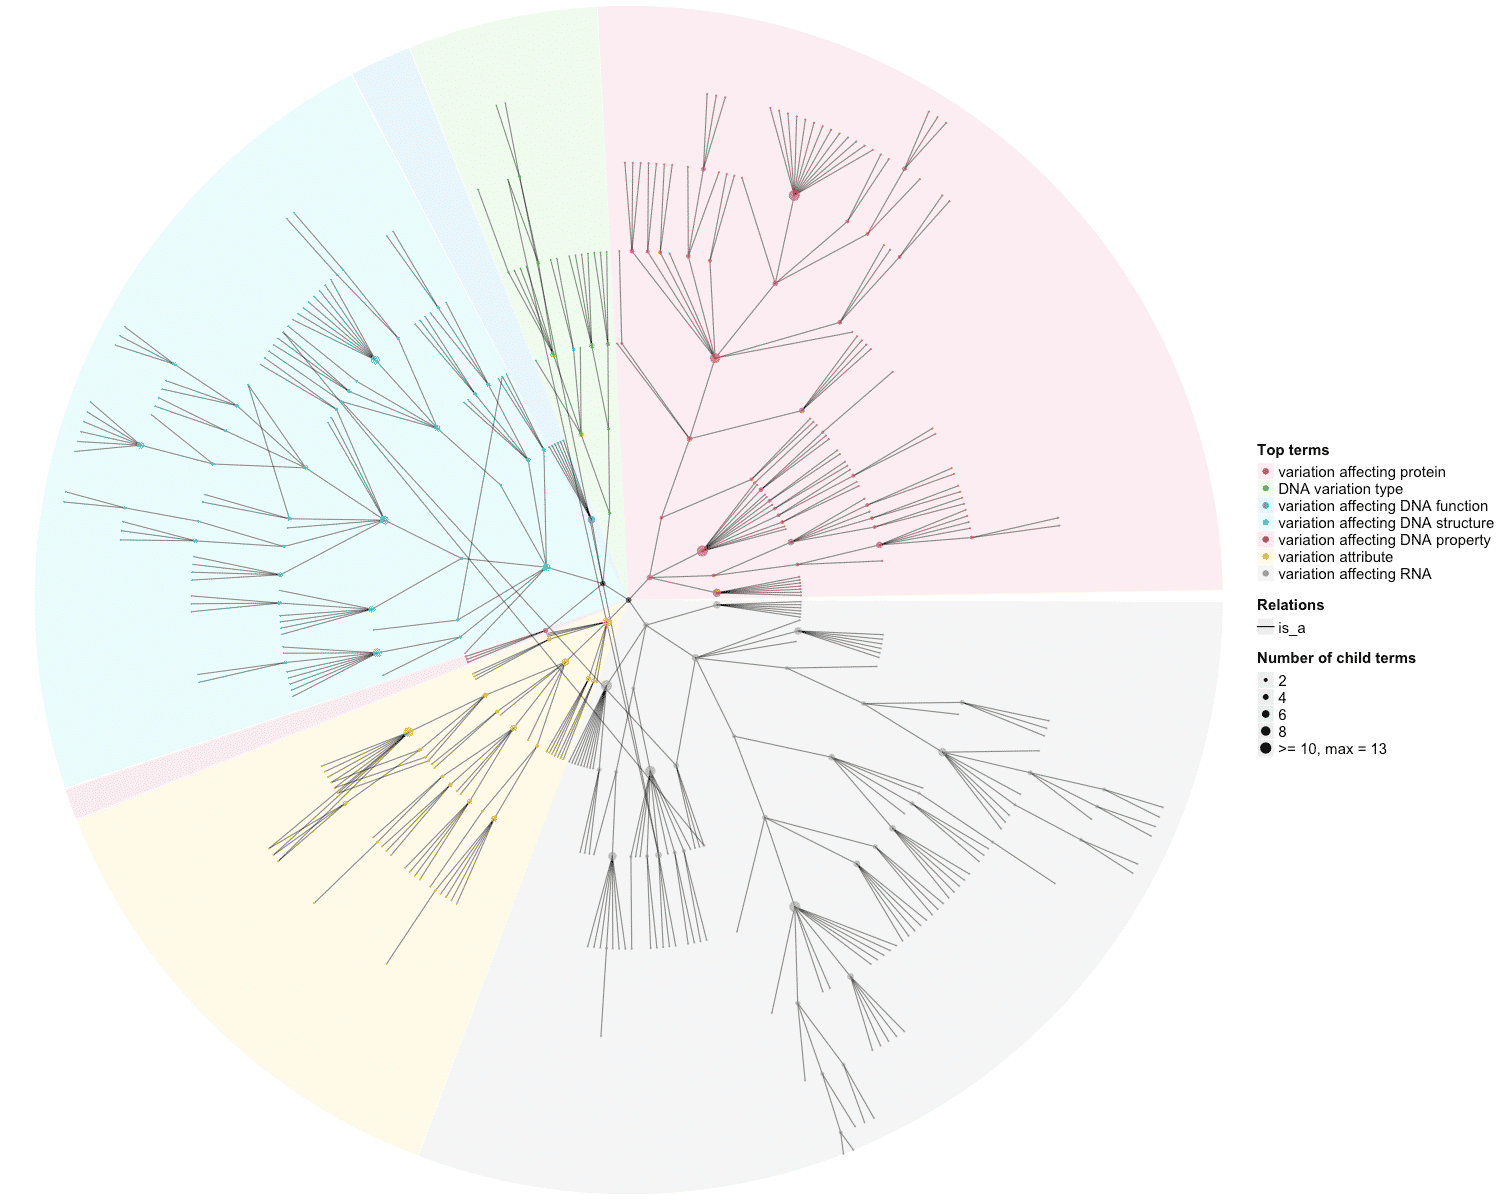 Top terms
variation affecting protein
DNA variation type
variation affecting DNA function
variation affecting DNA structure
variation affecting DNA property
variation attribute
variation affecting RNA
Relations
is_a
Number of child terms
2
4
6
8
>= 10, max = 13